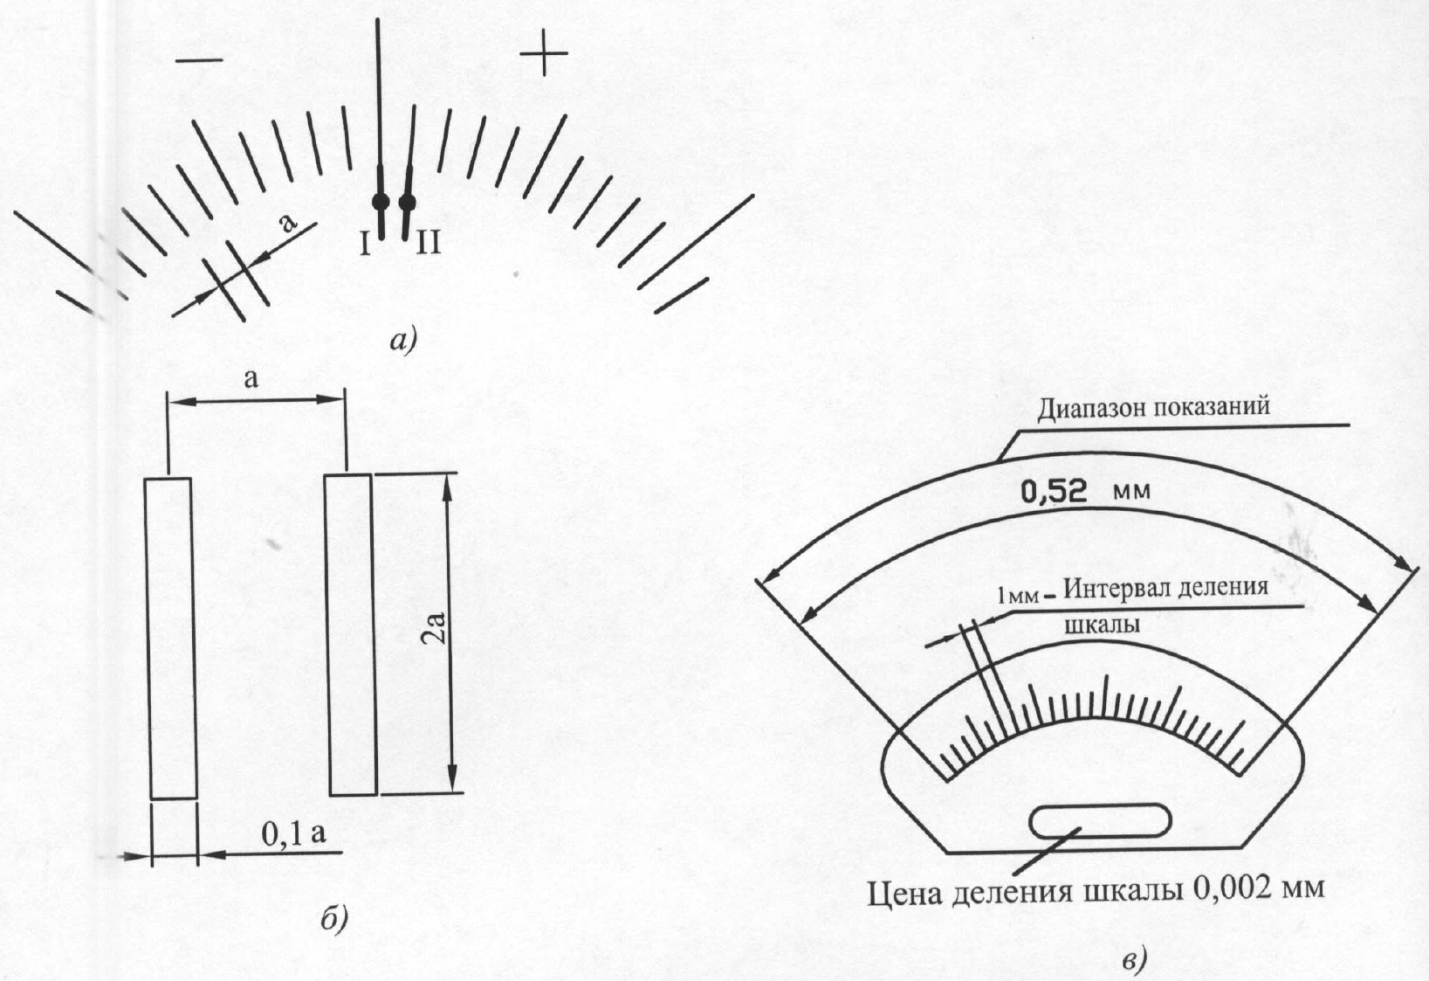 − +
a
I II
а)
a
2a
0,1 a
б)
Диапазон показаний
0,52 мм
1мм – Интервал деления
шкалы
Цена деления шкалы 0,002 мм
в)